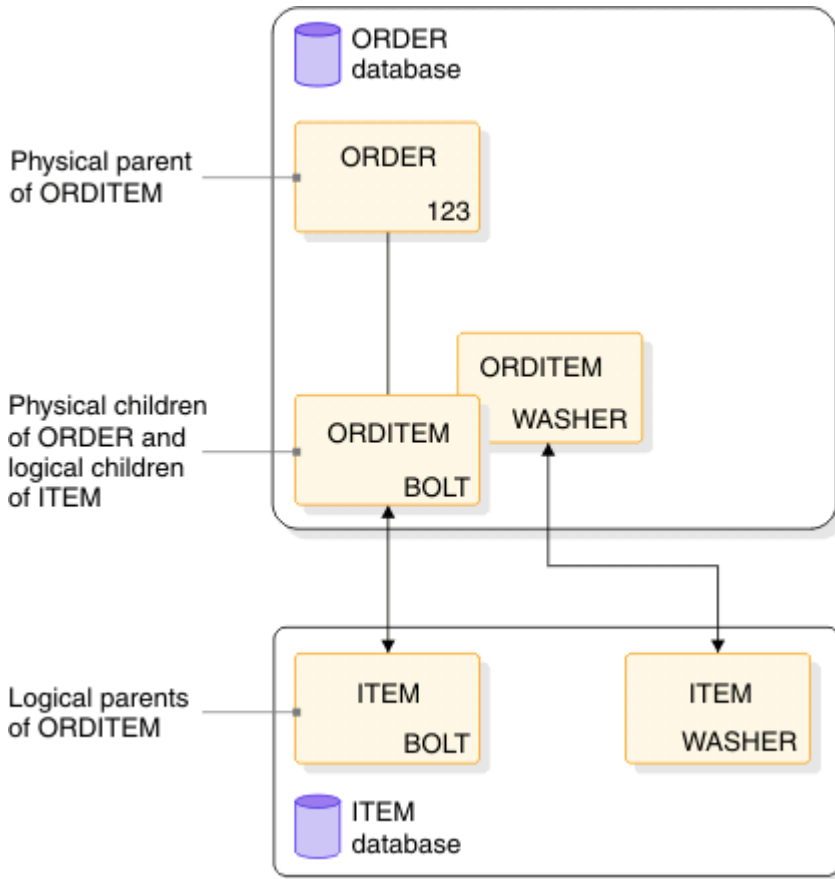 ORDER
database
Physical parent
of ORDITEM
ORDER
123
Physical children
of ORDER and
logical children
of ITEM
ORDITEM
WASHER
ORDITEM
BOLT
Logical parents
of ORDITEM
ITEM
BOLT
ITEM
WASHER
ITEM
database